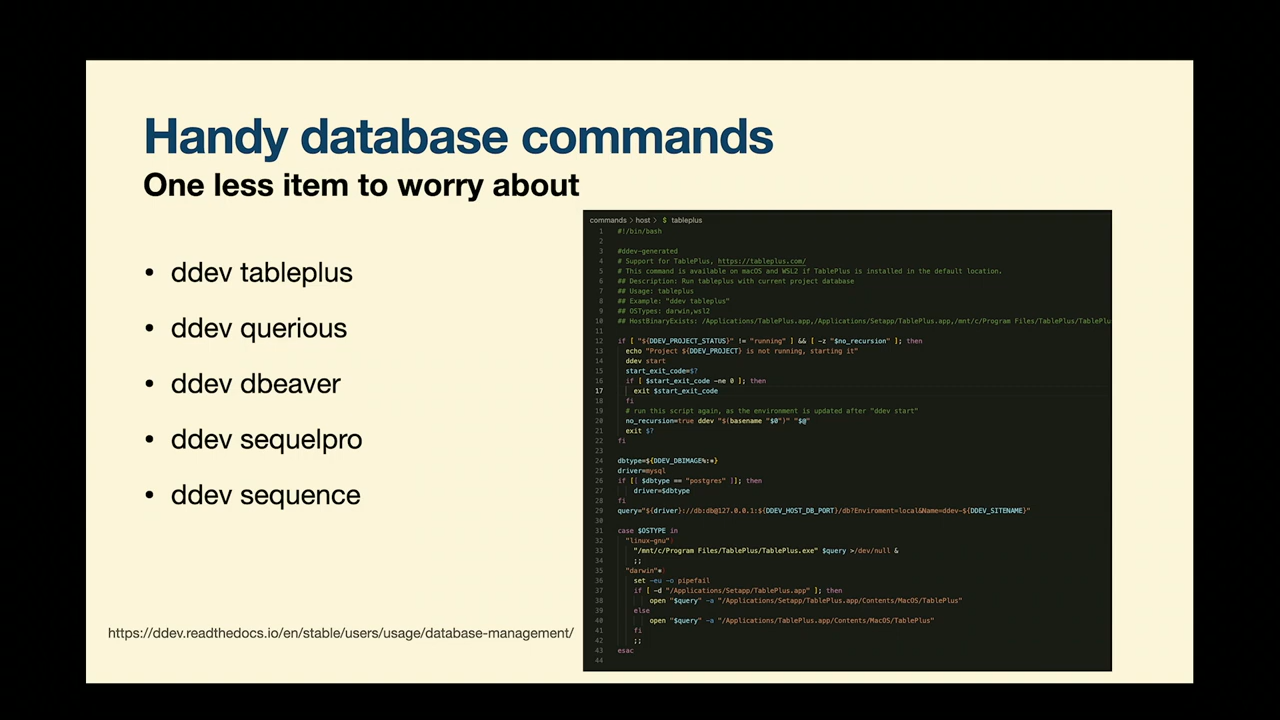 Handy database commands
One less item to worry about
• ddev tableplus
• ddev querious
• ddev dbeaver
• ddev sequelpro
• ddev sequence
https://ddev.readthedocs.io/en/stable/users/usage/database-management/
commands > host > $ tableplus
1 #!/bin/bash
2
3 #ddev-generated
4 # Support for TablePlus, https://tableplus.com/
5 # This command is available on macOS and WSL2 if TablePlus is installed in the default location.
6 ## Description: Run tableplus with current project database
7 ## Usage: tableplus
8 ## Example: "ddev tableplus"
9 ## OSTypes: darwin,wsl2
10 ## HostBinaryExists: /Applications/TablePlus.app,/Applications/Setapp/TablePlus.app,/mnt/c/Program Files/TablePlus/TablePlu
11
12 if [ "${DDEV_PROJECT_STATUS}" != "running" ] && [ -z "$no_recursion" ]; then
13 echo "Project ${DDEV_PROJECT} is not running, starting it"
14 ddev start
15 start_exit_code=$?
16 if [ $start_exit_code -ne 0 ]; then
17 exit $start_exit_code
18 fi
19 # run this script again, as the environment is updated after "ddev start"
20 no_recursion=true ddev "$(basename "$0")" "$@"
21 exit $?
22 fi
23
24 dbtype=${DDEV_DBIMAGE%:*}
25 driver=mysql
26 if [[ $dbtype == "postgres" ]]; then
27 driver=$dbtype
28 fi
29 query="${driver}://db:db@127.0.0.1:${DDEV_HOST_DB_PORT}/db?Enviroment=local&Name=ddev-${DDEV_SITENAME}"
30
31 case $OSTYPE in
32 "linux-gnu")
33 "/mnt/c/Program Files/TablePlus/TablePlus.exe" $query >/dev/null &
34 ;;
35 "darwin"*)
36 set -eu -o pipefail
37 if [ -d "/Applications/Setapp/TablePlus.app" ]; then
38 open "$query" -a "/Applications/Setapp/TablePlus.app/Contents/MacOS/TablePlus"
39 else
40 open "$query" -a "/Applications/TablePlus.app/Contents/MacOS/TablePlus"
41 fi
42 ;;
43 esac
44